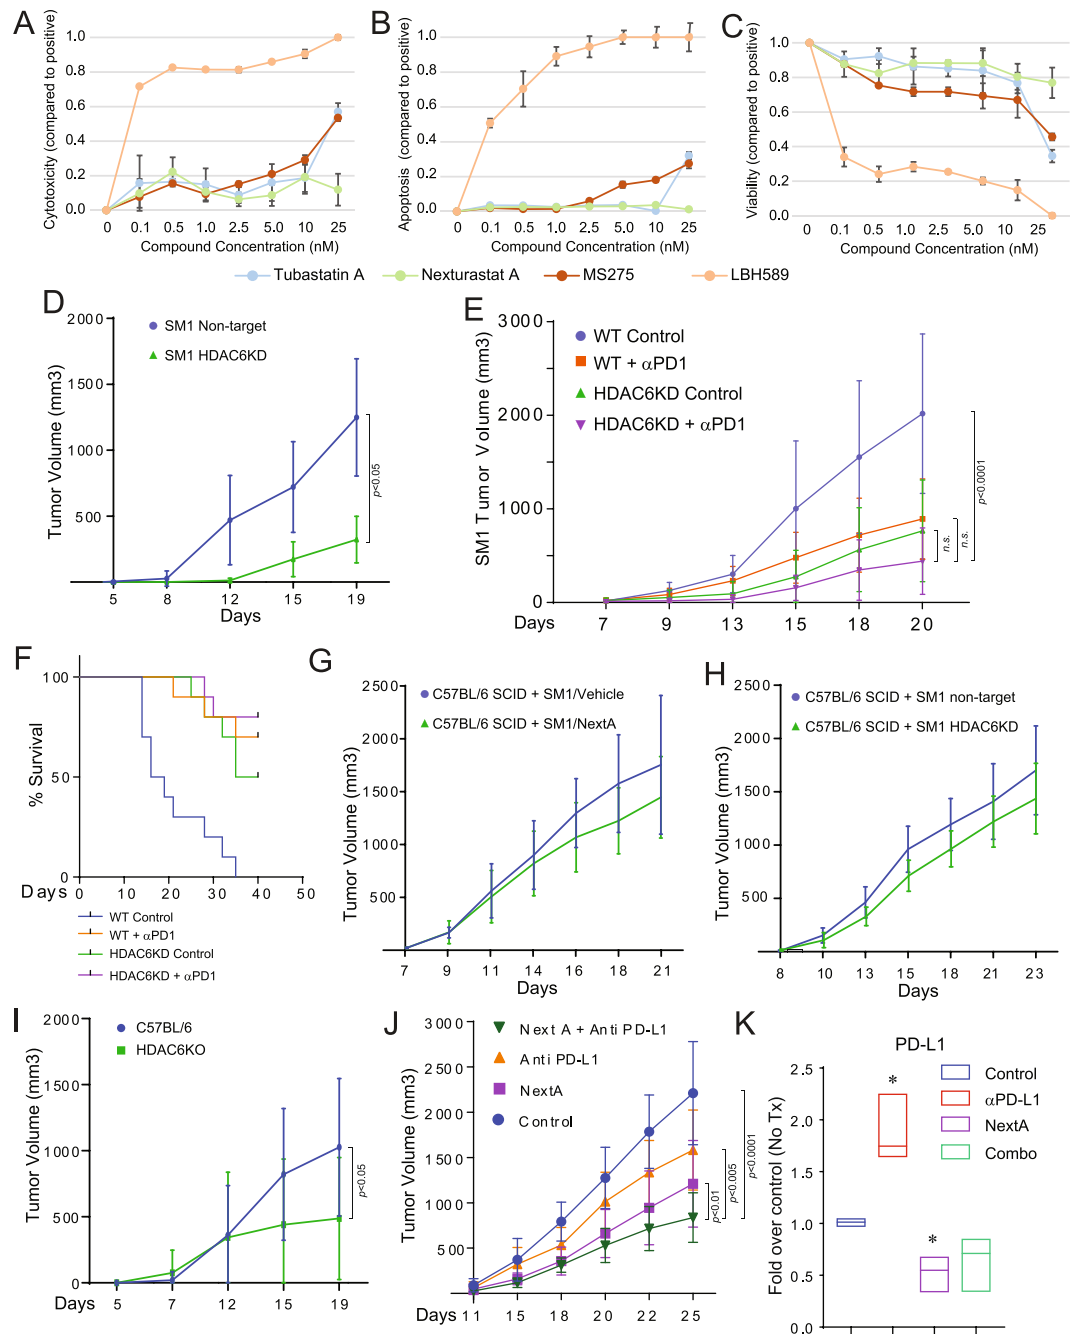 A
Cytotoxicity (compared to positive)
1.0
0.8
0.6
0.4
0.2
0.0
0 0.1 0.5 1.0 2.5 5.0 10 25
Compound Concentration (nM)
B
Apoptosis (compared to positive)
1.0
0.8
0.6
0.4
0.2
0.0
0 0.1 0.5 1.0 2.5 5.0 10 25
Compound Concentration (nM)
C
Viability (compared to positive)
1.0
0.8
0.6
0.4
0.2
0.0
0 0.1 0.5 1.0 2.5 5.0 10 25
Compound Concentration (nM)
Tubastatin A Nexturastat A MS275 LBH589
D
Tumor Volume (mm3)
2000
1500
1000
500
SM1 Non-target
SM1 HDAC6KD
p<0.05
5 8 12 15 19
Days
E
SM1 Tumor Volume (mm3)
3000
2000
1000
0
WT Control
WT + αPD1
HDAC6KD Control
HDAC6KD + αPD1
n.s.
n.s.
p<0.0001
Days 7 9 13 15 18 20
F
% Survival
100
50
0
Days 0 10 20 30 40 50
WT Control
WT + αPD1
HDAC6KD Control
HDAC6KD + αPD1
G
Tumor Volume (mm3)
2500
2000
1500
1000
500
C57BL/6 SCID + SM1/Vehicle
C57BL/6 SCID + SM1/NextA
7 9 11 14 16 18 21
Days
H
Tumor Volume (mm3)
2500
2000
1500
1000
500
C57BL/6 SCID + SM1 non-target
C57BL/6 SCID + SM1 HDAC6KD
8 10 13 15 18 21 23
Days
I
Tumor Volume (mm3)
2000
1500
1000
500
0
C57BL/6
HDAC6KO
p<0.05
Days 5 7 12 15 19
J
Tumor Volume (mm3)
3000
2500
2000
1500
1000
500
Next A + Anti PD-L1
Anti PD-L1
NextA
Control
p<0.01
p<0.005
p<0.0001
Days 11 15 18 20 22 25
K
PD-L1
Fold over control (No Tx)
2.5
2.0
1.5
1.0
0.5
0.0
*
*
Control
αPD-L1
NextA
Combo